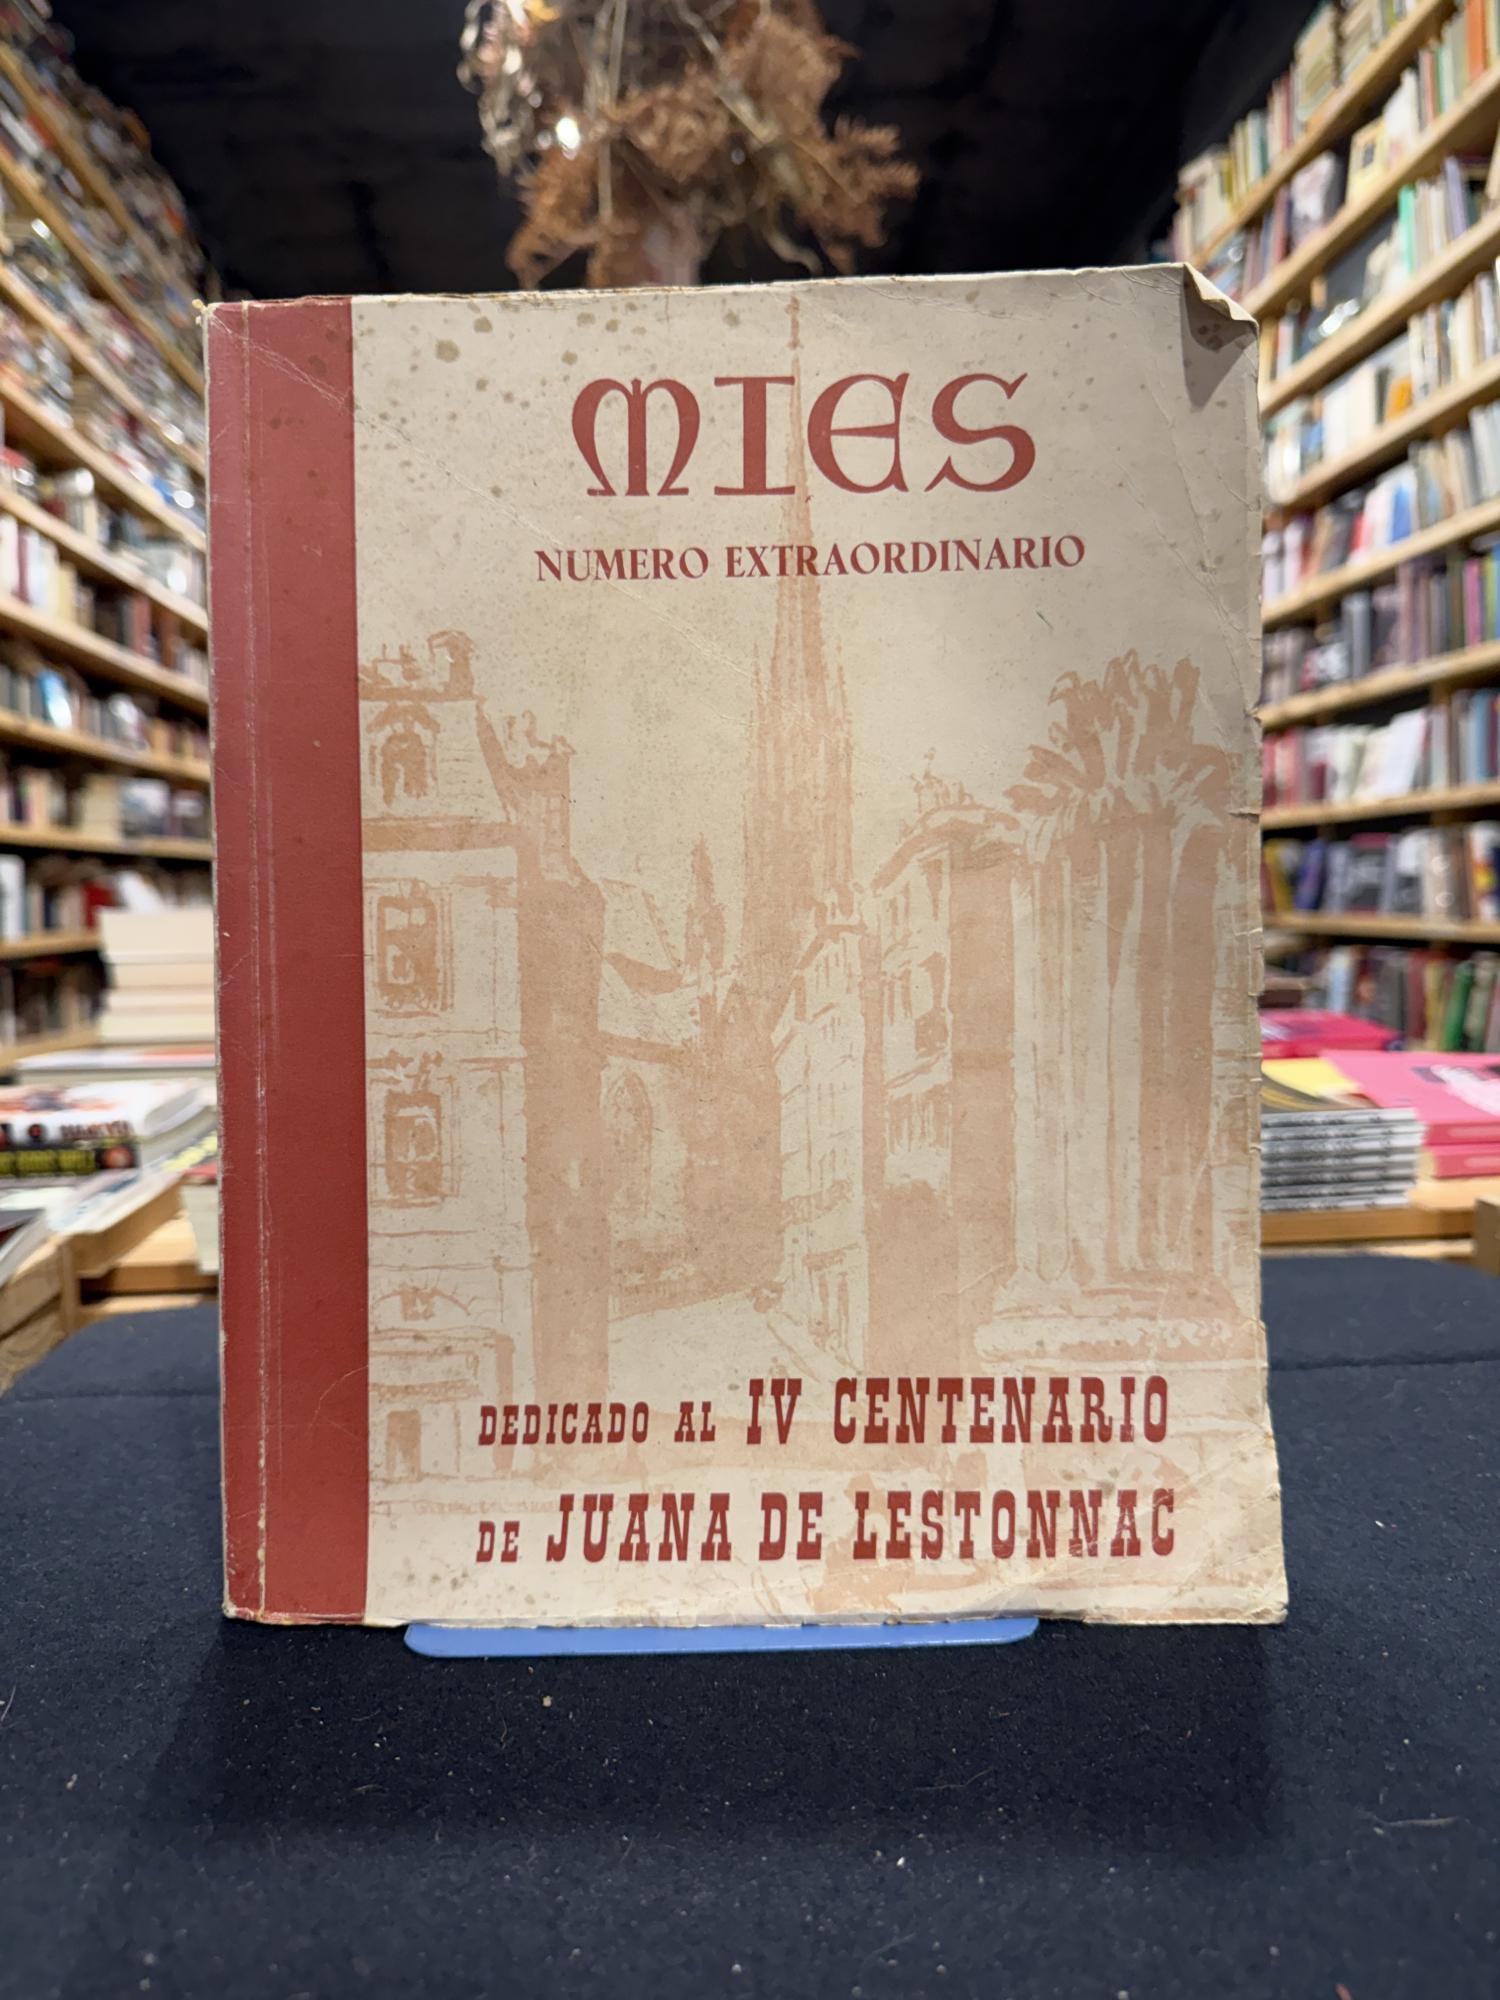 MIES
NUMERO EXTRAORDINARIO
DEDICADO AL IV CENTENARIO
DE JUANA DE LESTONNAC